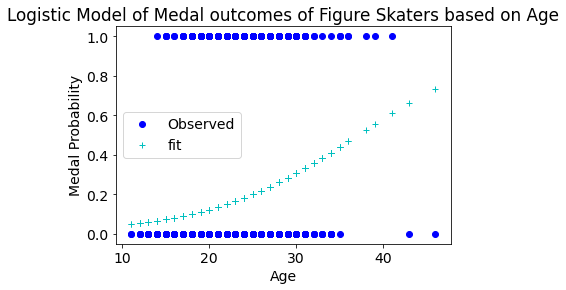 Logistic Model of Medal outcomes of Figure Skaters based on Age
1.0
0.8
0.6
0.4
0.2
0.0
Medal Probability
Observed
fit
10
20
30
40
Age